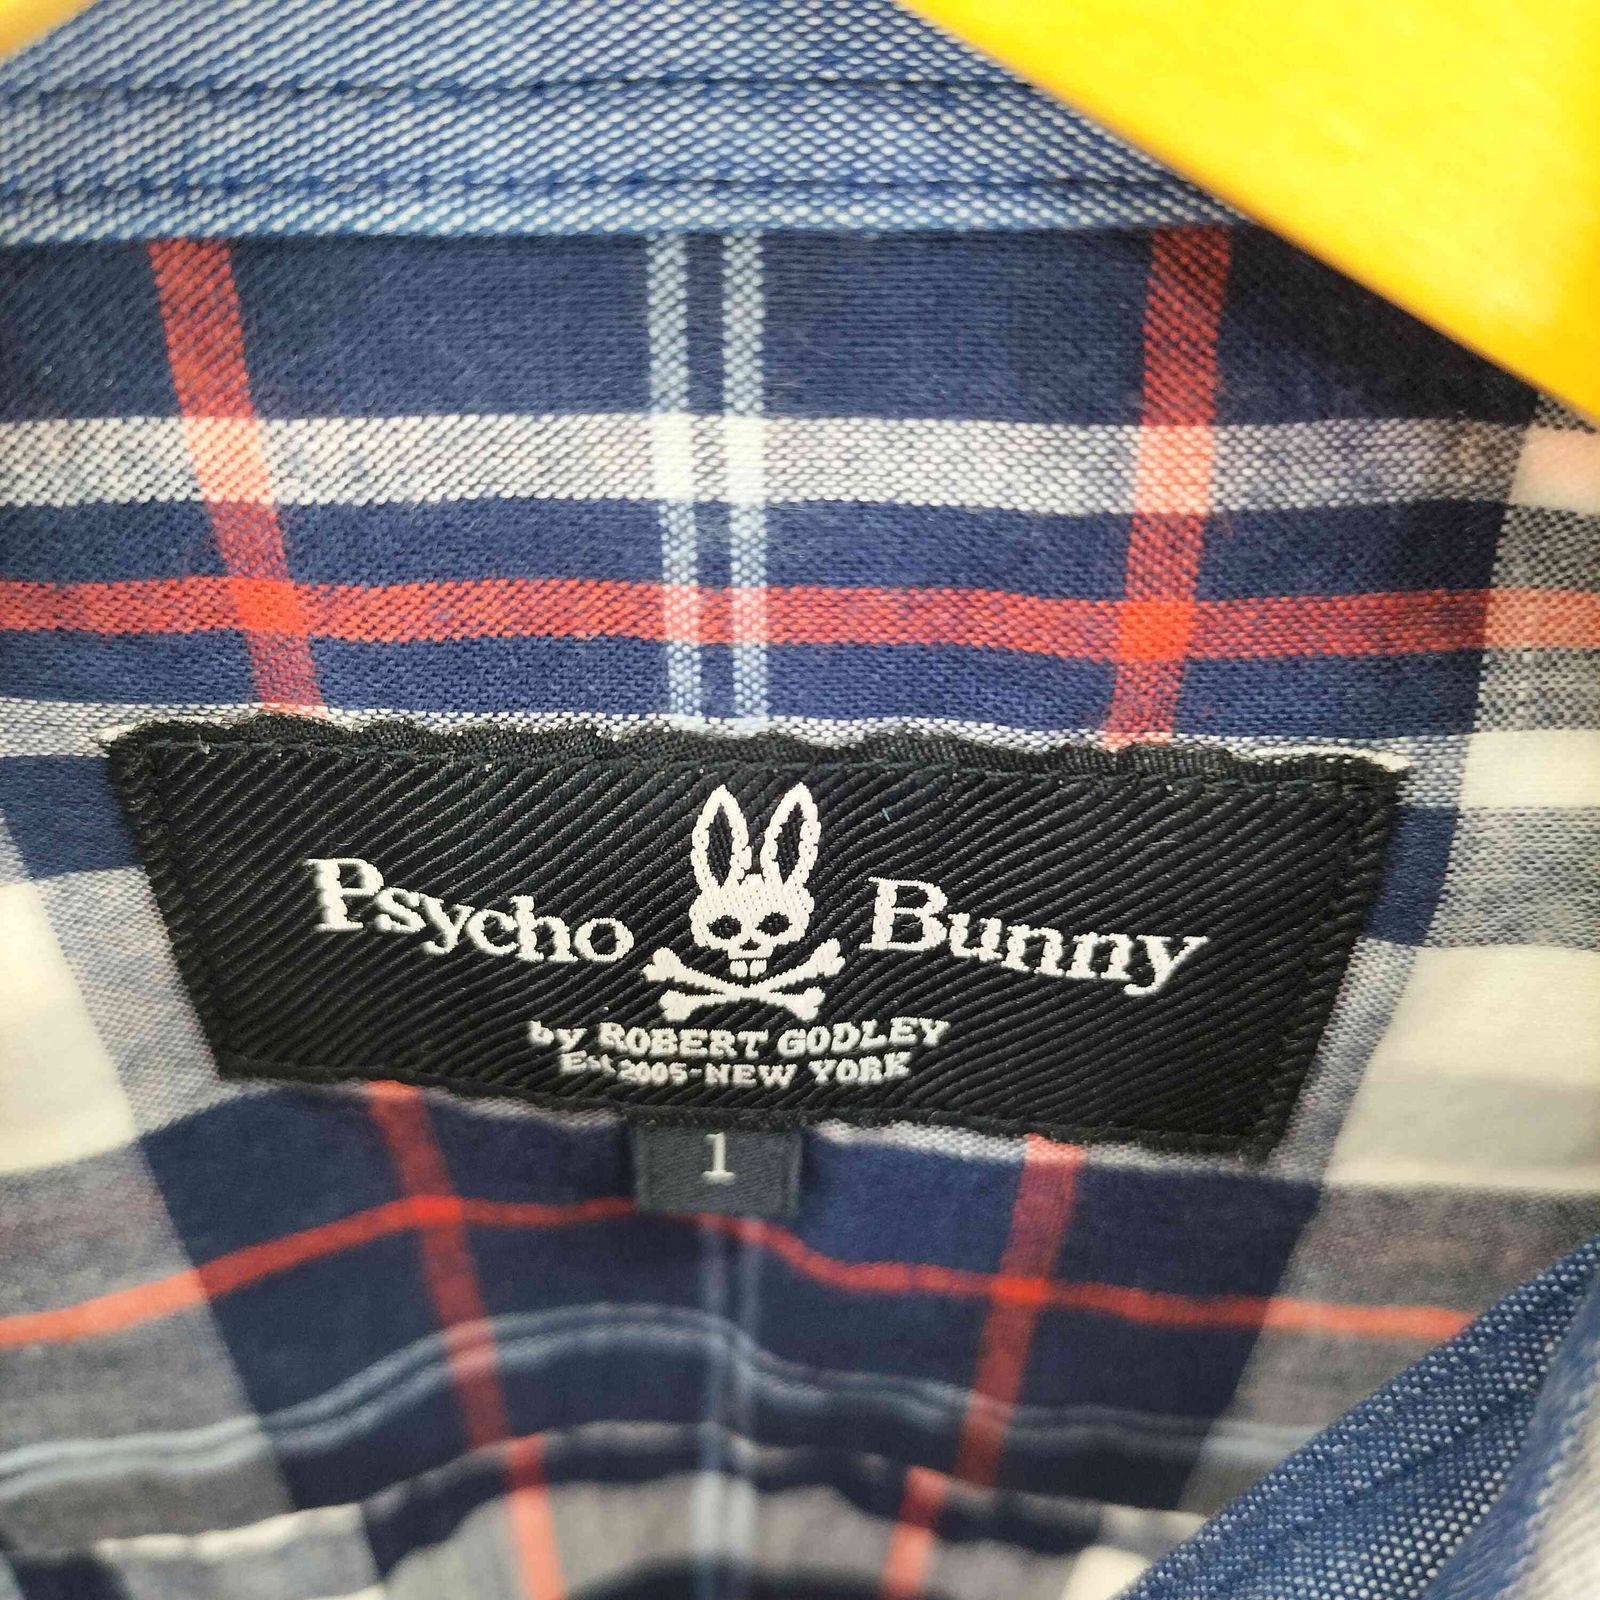 Psycho Bunny
by ROBERT GODLEY
Est 2005-NEW YORK
1